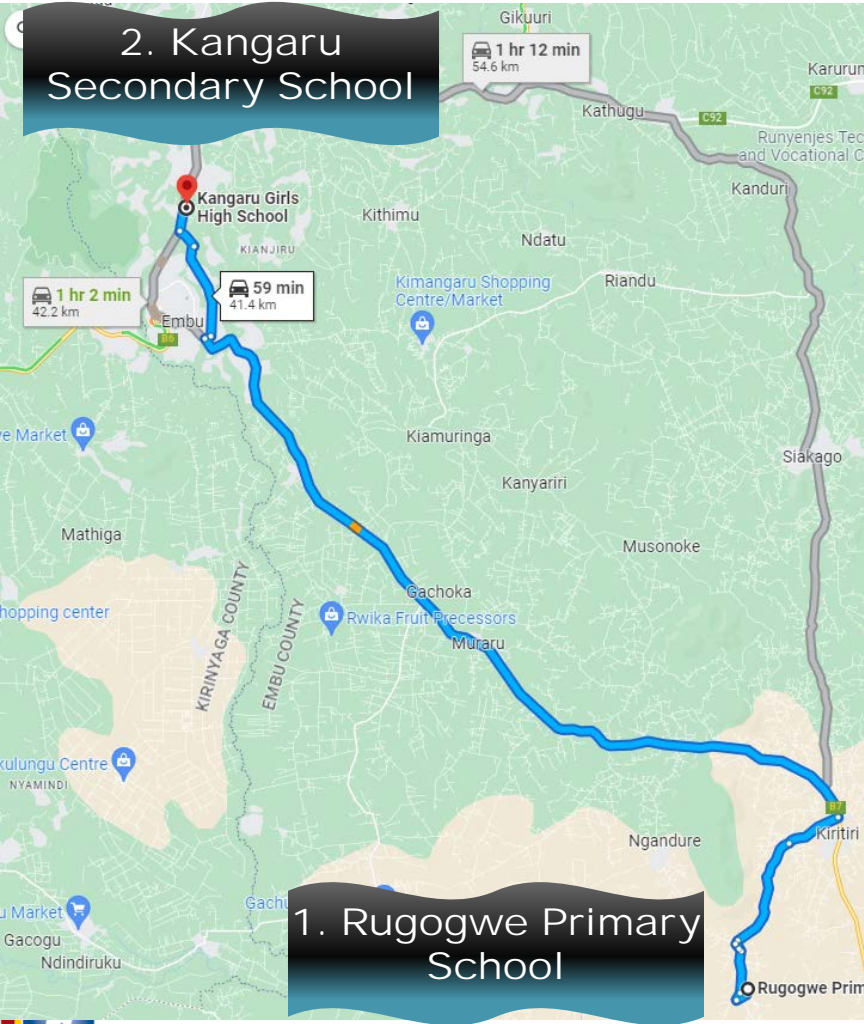 Gikuuri
2. Kangaru
Secondary School
1 hr 12 min
54.6 km
Karurun
C92
Kathugu
C92
Runyenjes Tec
and Vocational C
Kanduri
Kangaru Girls
High School
Kithimu
KIANJIRU
Ndatu
Riandu
Kimangaru Shopping
Centre/Market
59 min
41.4 km
1 hr 2 min
42.2 km
Embu
B6
ve Market
Kiamuringa
Siakago
Kanyariri
Mathiga
Musonoke
Gachoka
hopping center
Rwika Fruit Precessors
KIRINYAGA COUNTY
EMBU COUNTY
Muraru
kulungu Centre
NYAMINDI
B7
Kiritiri
Ngandure
Gachu
u Market
Gacogu
Ndindiruku
1. Rugogwe Primary
School
Rugogwe Prim